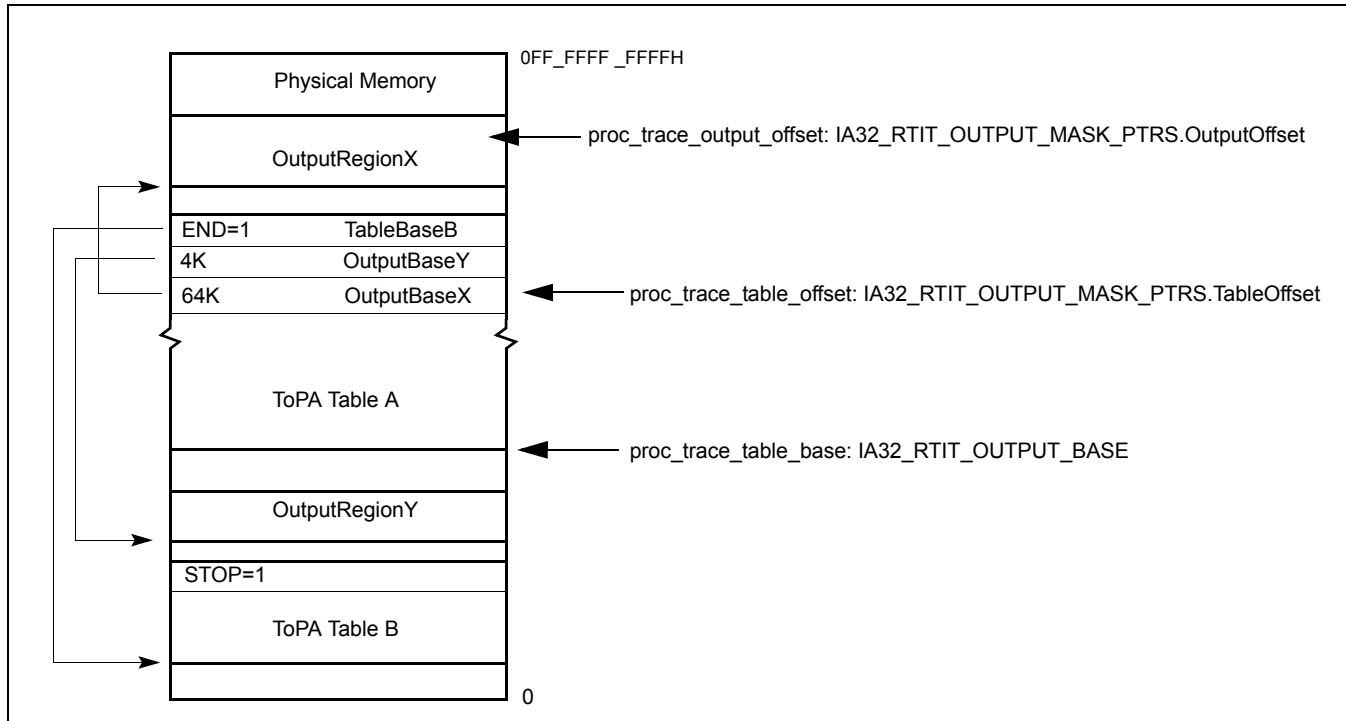 0FF_FFFF _FFFFH
Physical Memory
proc_trace_output_offset: IA32_RTIT_OUTPUT_MASK_PTRS.OutputOffset
OutputRegionX
END=1 TableBaseB
4K OutputBaseY
64K OutputBaseX
proc_trace_table_offset: IA32_RTIT_OUTPUT_MASK_PTRS.TableOffset
ToPA Table A
proc_trace_table_base: IA32_RTIT_OUTPUT_BASE
OutputRegionY
STOP=1
ToPA Table B
0